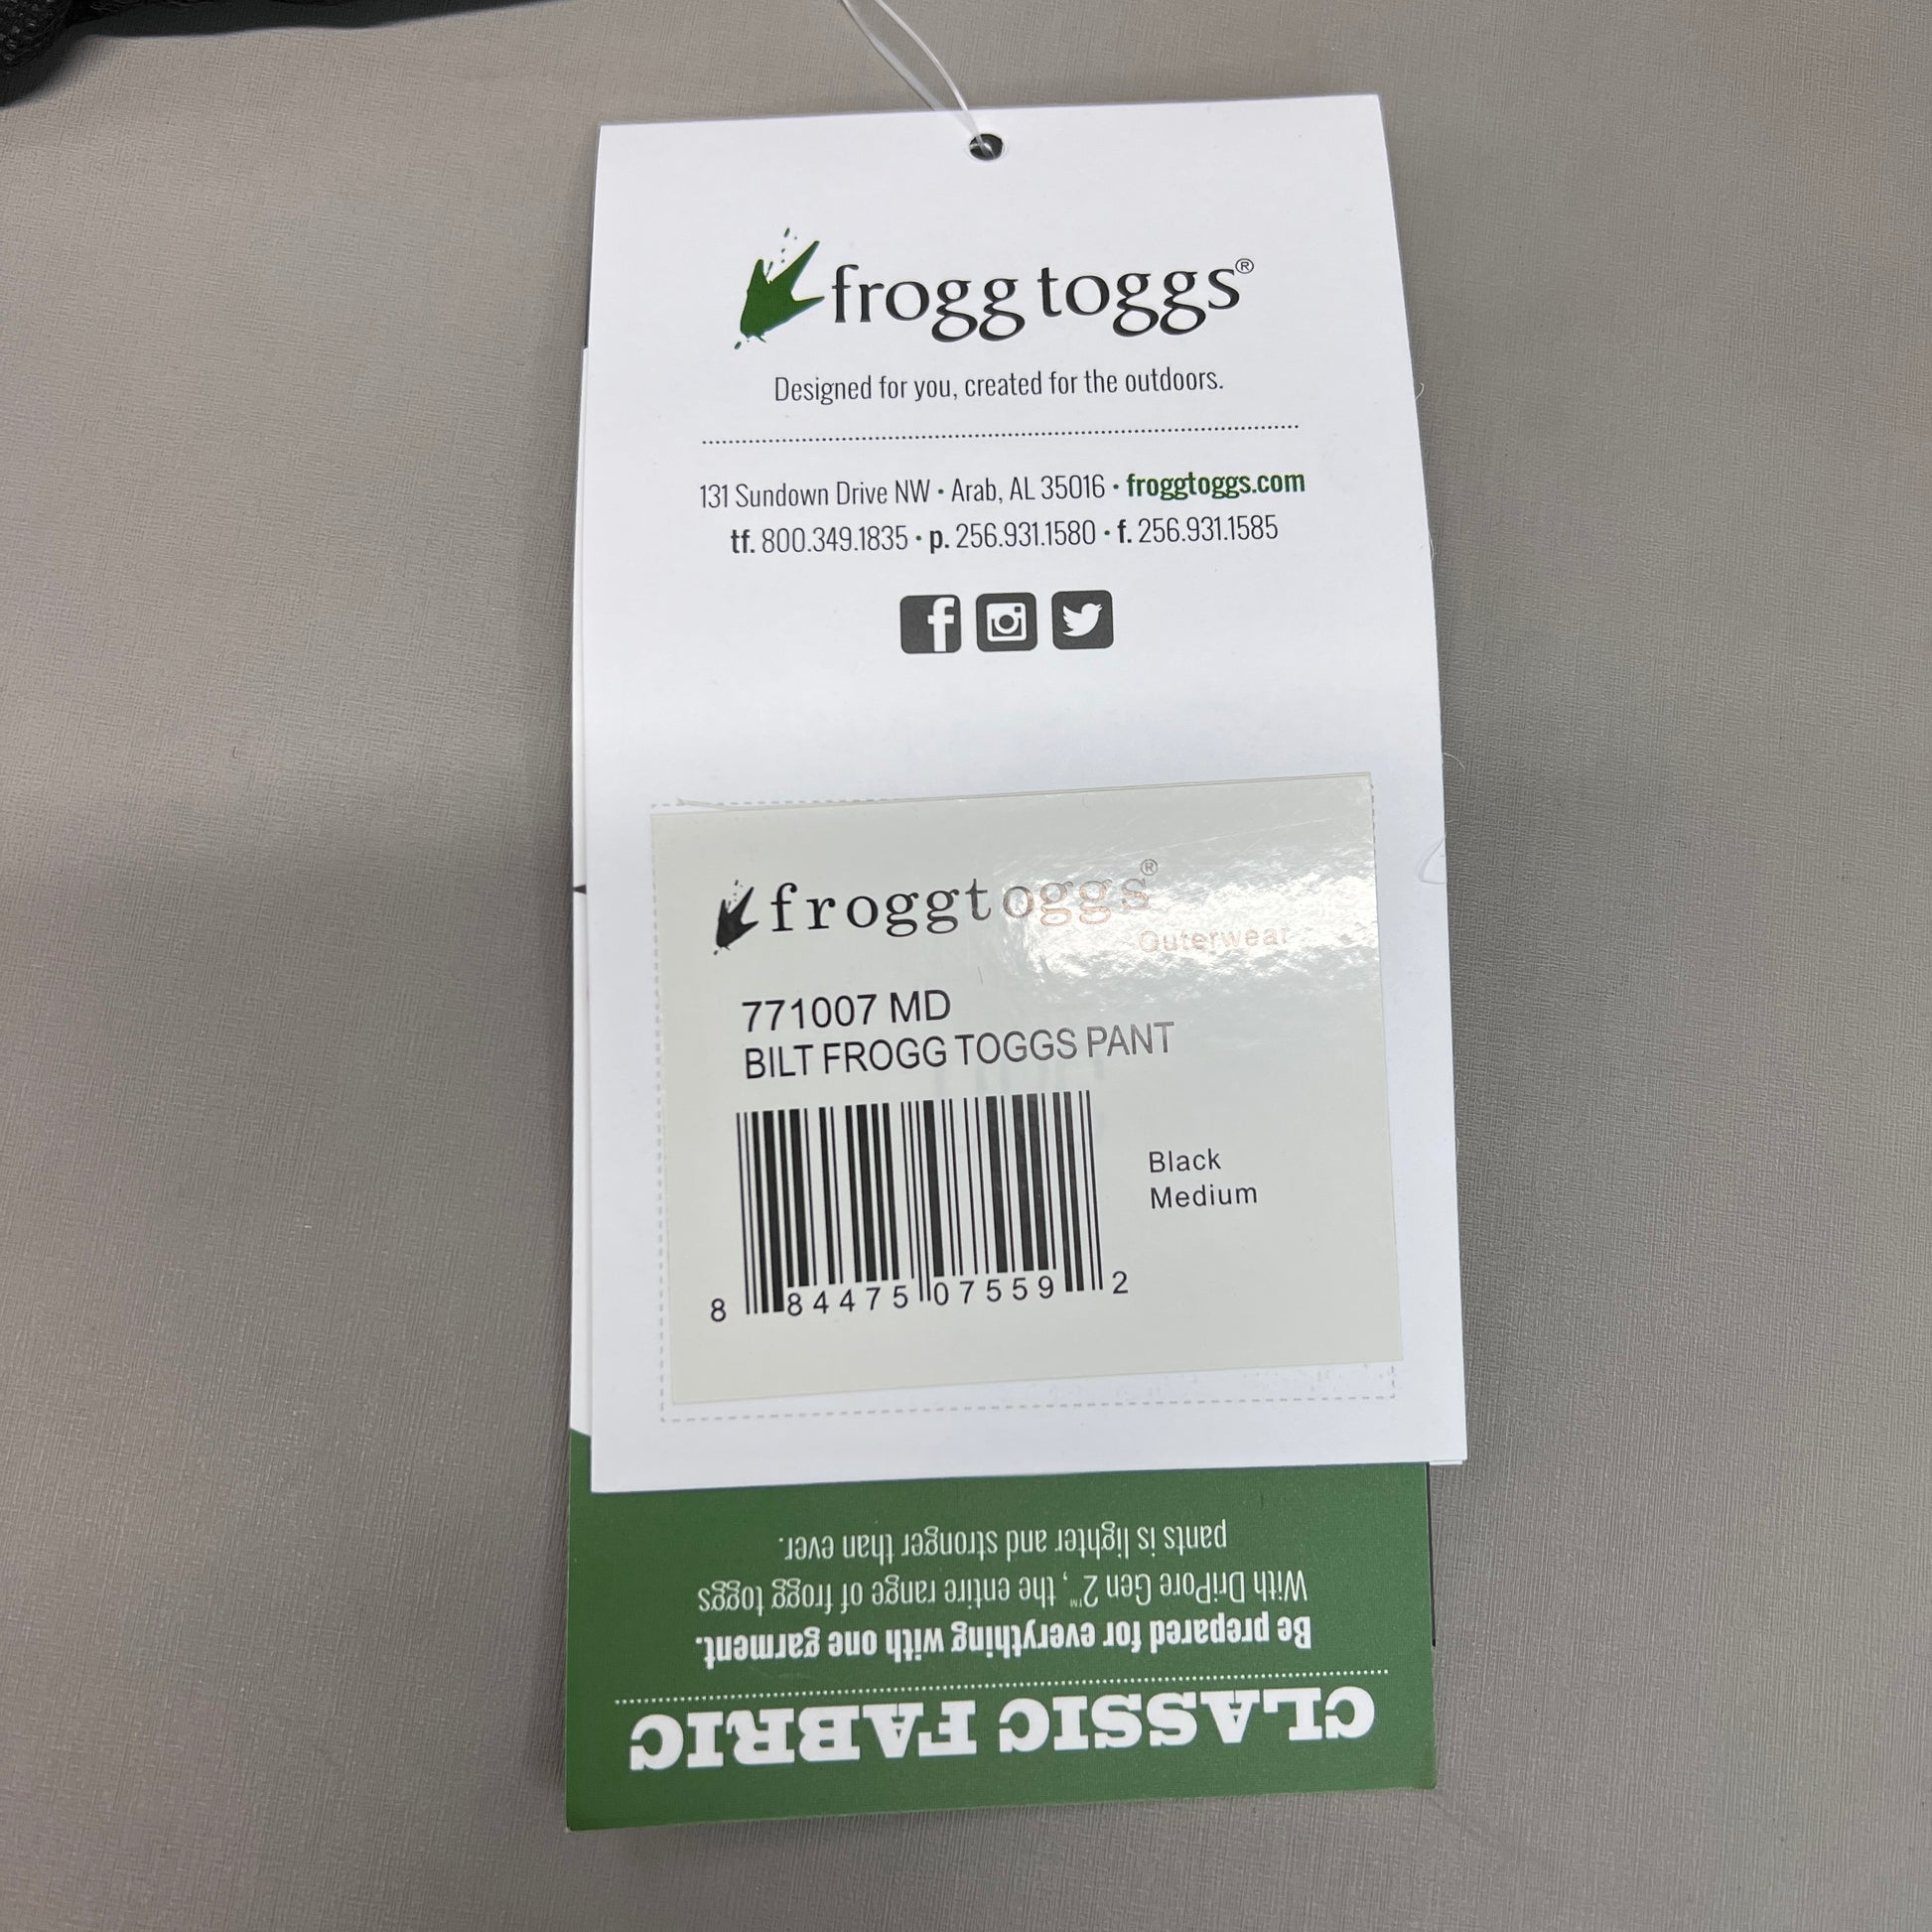 frogg toggs®
Designed for you, created for the outdoors.
131 Sundown Drive NW • Arab, AL 35016 • froggtoggs.com
tf. 800.349.1835 • p. 256.931.1580 • f. 256.931.1585
froggtoggs®
Outerwear
771007 MD
BILT FROGG TOGGS PANT
Black
Medium
8 84475 07559 2
CLASSIC FABRIC
Be prepared for everything with one garment.
With DriPore Gen 2™, the entire range of frogg toggs
pants is lighter and stronger than ever.